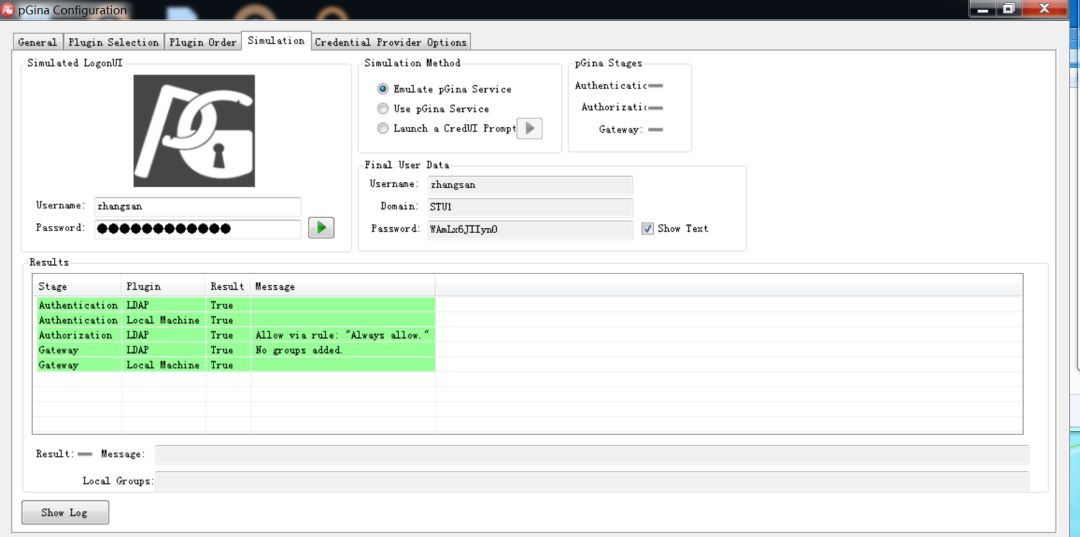 pGina Configuration
General Plugin Selection Plugin Order Simulation Credential Provider Options
Simulated LogonUI
Username: zhangsan
Password:
Simulation Method
Emulate pGina Service
Use pGina Service
Launch a CredUI Prompt
pGina Stages
Authenticatic
Authorizatic
Gateway:
Final User Data
Username: zhangsan
Domain: STU1
Password: WAmLx6JIIyn0 Show Text
Results
Stage Plugin Result Message
Authentication LDAP True
Authentication Local Machine True
Authorization LDAP True Allow via rule: "Always allow."
Gateway LDAP True No groups added.
Gateway Local Machine True
Result: Message:
Local Groups:
Show Log